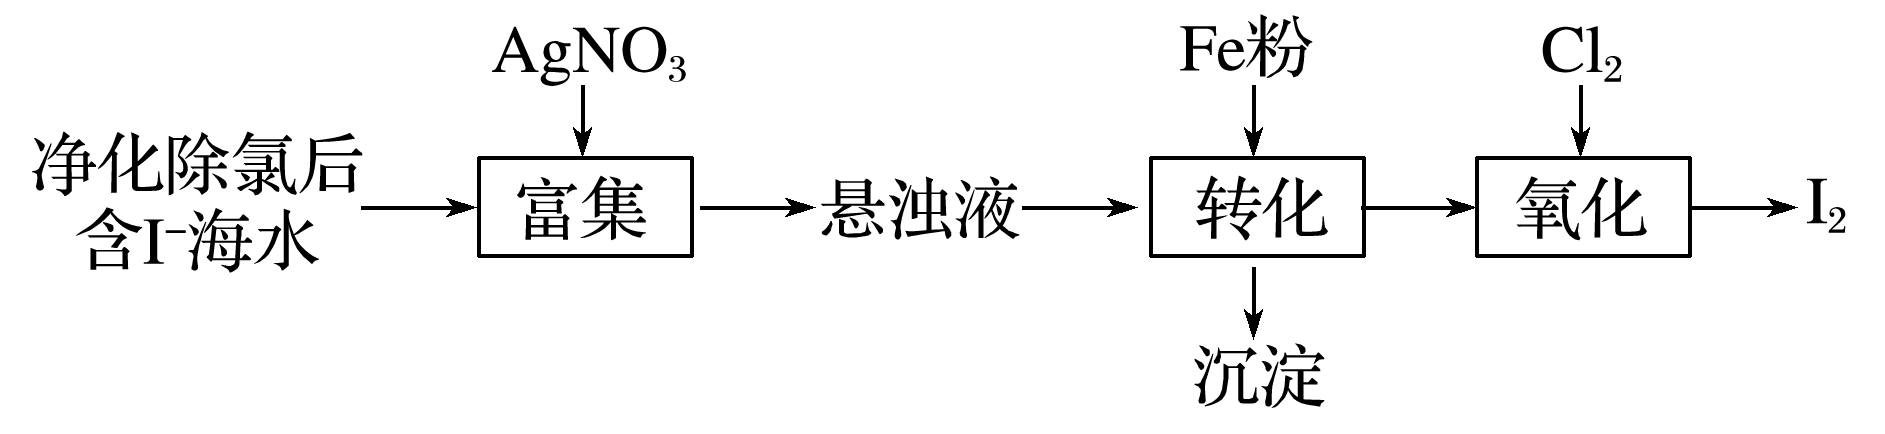 AgNO₃
Fe粉
Cl₂
净化除氯后
含I⁻海水
富集
悬浊液
转化
氧化
I₂
沉淀